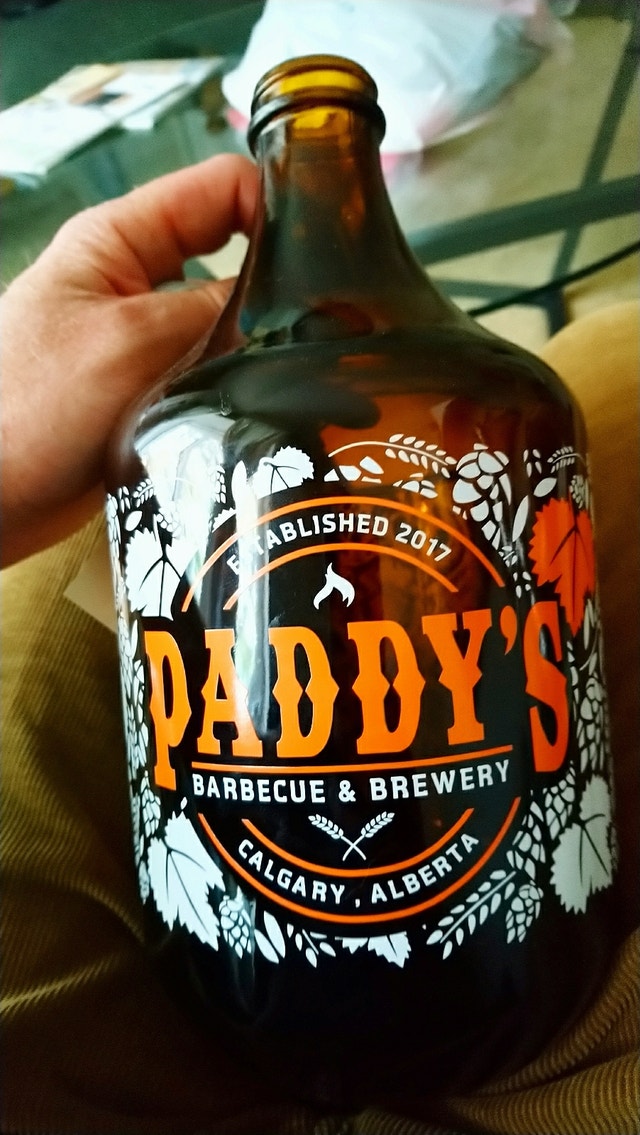 ESTABLISHED 2017
PADDY'S
BARBECUE & BREWERY
CALGARY, ALBERTA